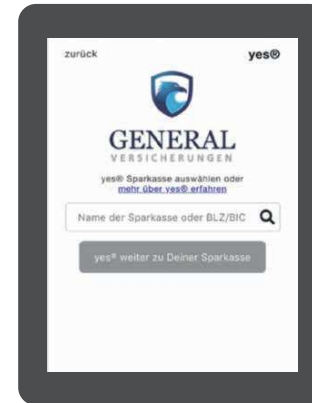 zurück yes®
GENERAL
VERSICHERUNGEN
yes® Sparkasse auswählen oder
mehr über yes® erfahren
Name der Sparkasse oder BLZ/BIC
yes® weiter zu Deiner Sparkasse